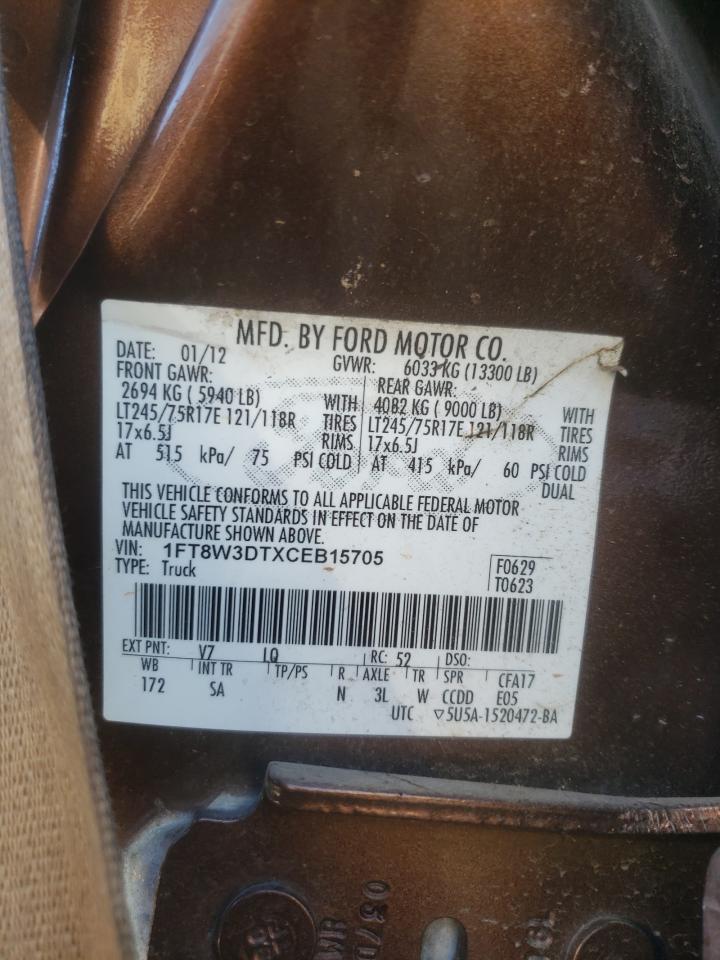 MFD. BY FORD MOTOR CO.
DATE: 01/12 GVWR: 6033 KG (13300 LB)
FRONT GAWR: REAR GAWR:
2694 KG ( 5940 LB) WITH 4082 KG ( 9000 LB) WITH
LT245/75R17E 121/118R TIRES LT245/75R17E 121/118R TIRES
17x6.5J RIMS 17x6.5J RIMS
AT 515 kPa/ 75 PSI COLD AT 415 kPa/ 60 PSI COLD
DUAL
THIS VEHICLE CONFORMS TO ALL APPLICABLE FEDERAL MOTOR
VEHICLE SAFETY STANDARDS IN EFFECT ON THE DATE OF
MANUFACTURE SHOWN ABOVE.
VIN: 1FT8W3DTXCEB15705 F0629
TYPE: Truck T0623
EXT PNT: V7 LQ RC: 52 DSO:
WB INT TR TP/PS R AXLE TR SPR CFA17
172 SA N 3L W CCDD E05
UTC ▽5U5A-1520472-BA